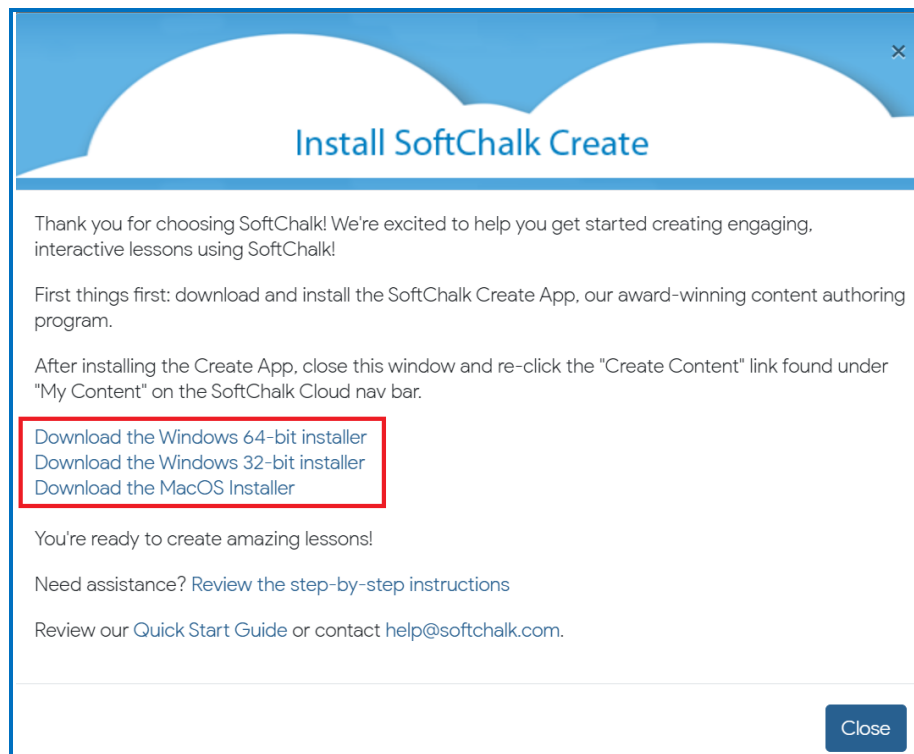 ×
Install SoftChalk Create
Thank you for choosing SoftChalk! We're excited to help you get started creating engaging,
interactive lessons using SoftChalk!
First things first: download and install the SoftChalk Create App, our award-winning content authoring
program.
After installing the Create App, close this window and re-click the "Create Content" link found under
"My Content" on the SoftChalk Cloud nav bar.
Download the Windows 64-bit installer
Download the Windows 32-bit installer
Download the MacOS Installer
You're ready to create amazing lessons!
Need assistance? Review the step-by-step instructions
Review our Quick Start Guide or contact help@softchalk.com.
Close